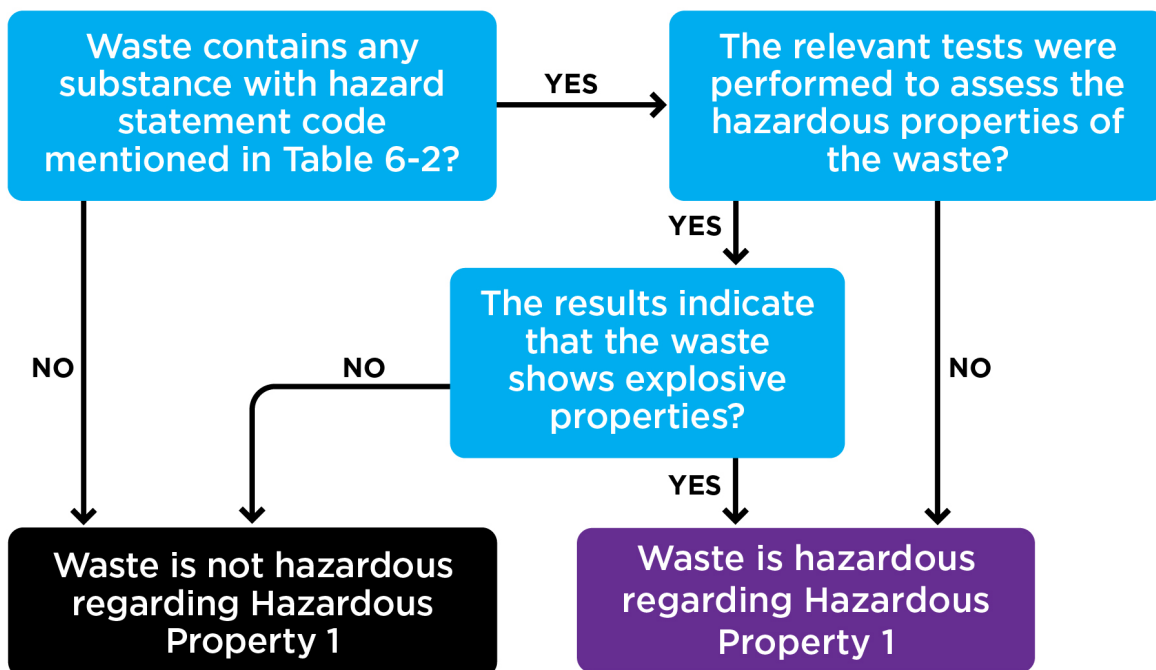 Waste contains any
substance with hazard
statement code
mentioned in Table 6-2?
YES
The relevant tests were
performed to assess the
hazardous properties of
the waste?
YES
The results indicate
that the waste
shows explosive
properties?
NO
NO
NO
YES
Waste is not hazardous
regarding Hazardous
Property 1
Waste is hazardous
regarding Hazardous
Property 1